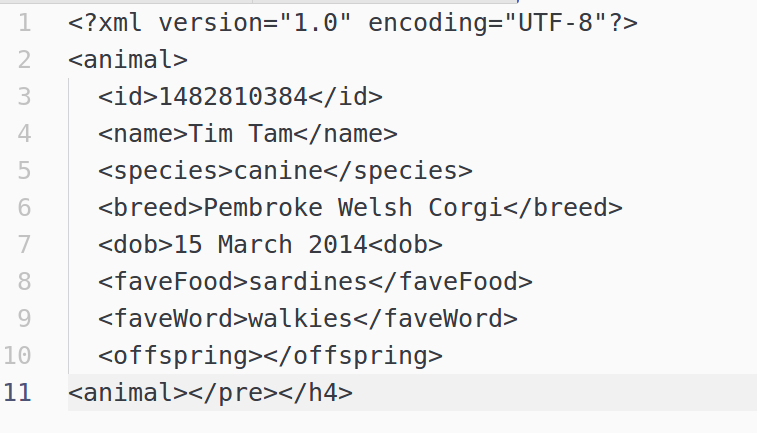 1 <?xml version="1.0" encoding="UTF-8"?>
2 <animal>
3 <id>1482810384</id>
4 <name>Tim Tam</name>
5 <species>canine</species>
6 <breed>Pembroke Welsh Corgi</breed>
7 <dob>15 March 2014<dob>
8 <faveFood>sardines</faveFood>
9 <faveWord>walkies</faveWord>
10 <offspring></offspring>
11 <animal></pre></h4>